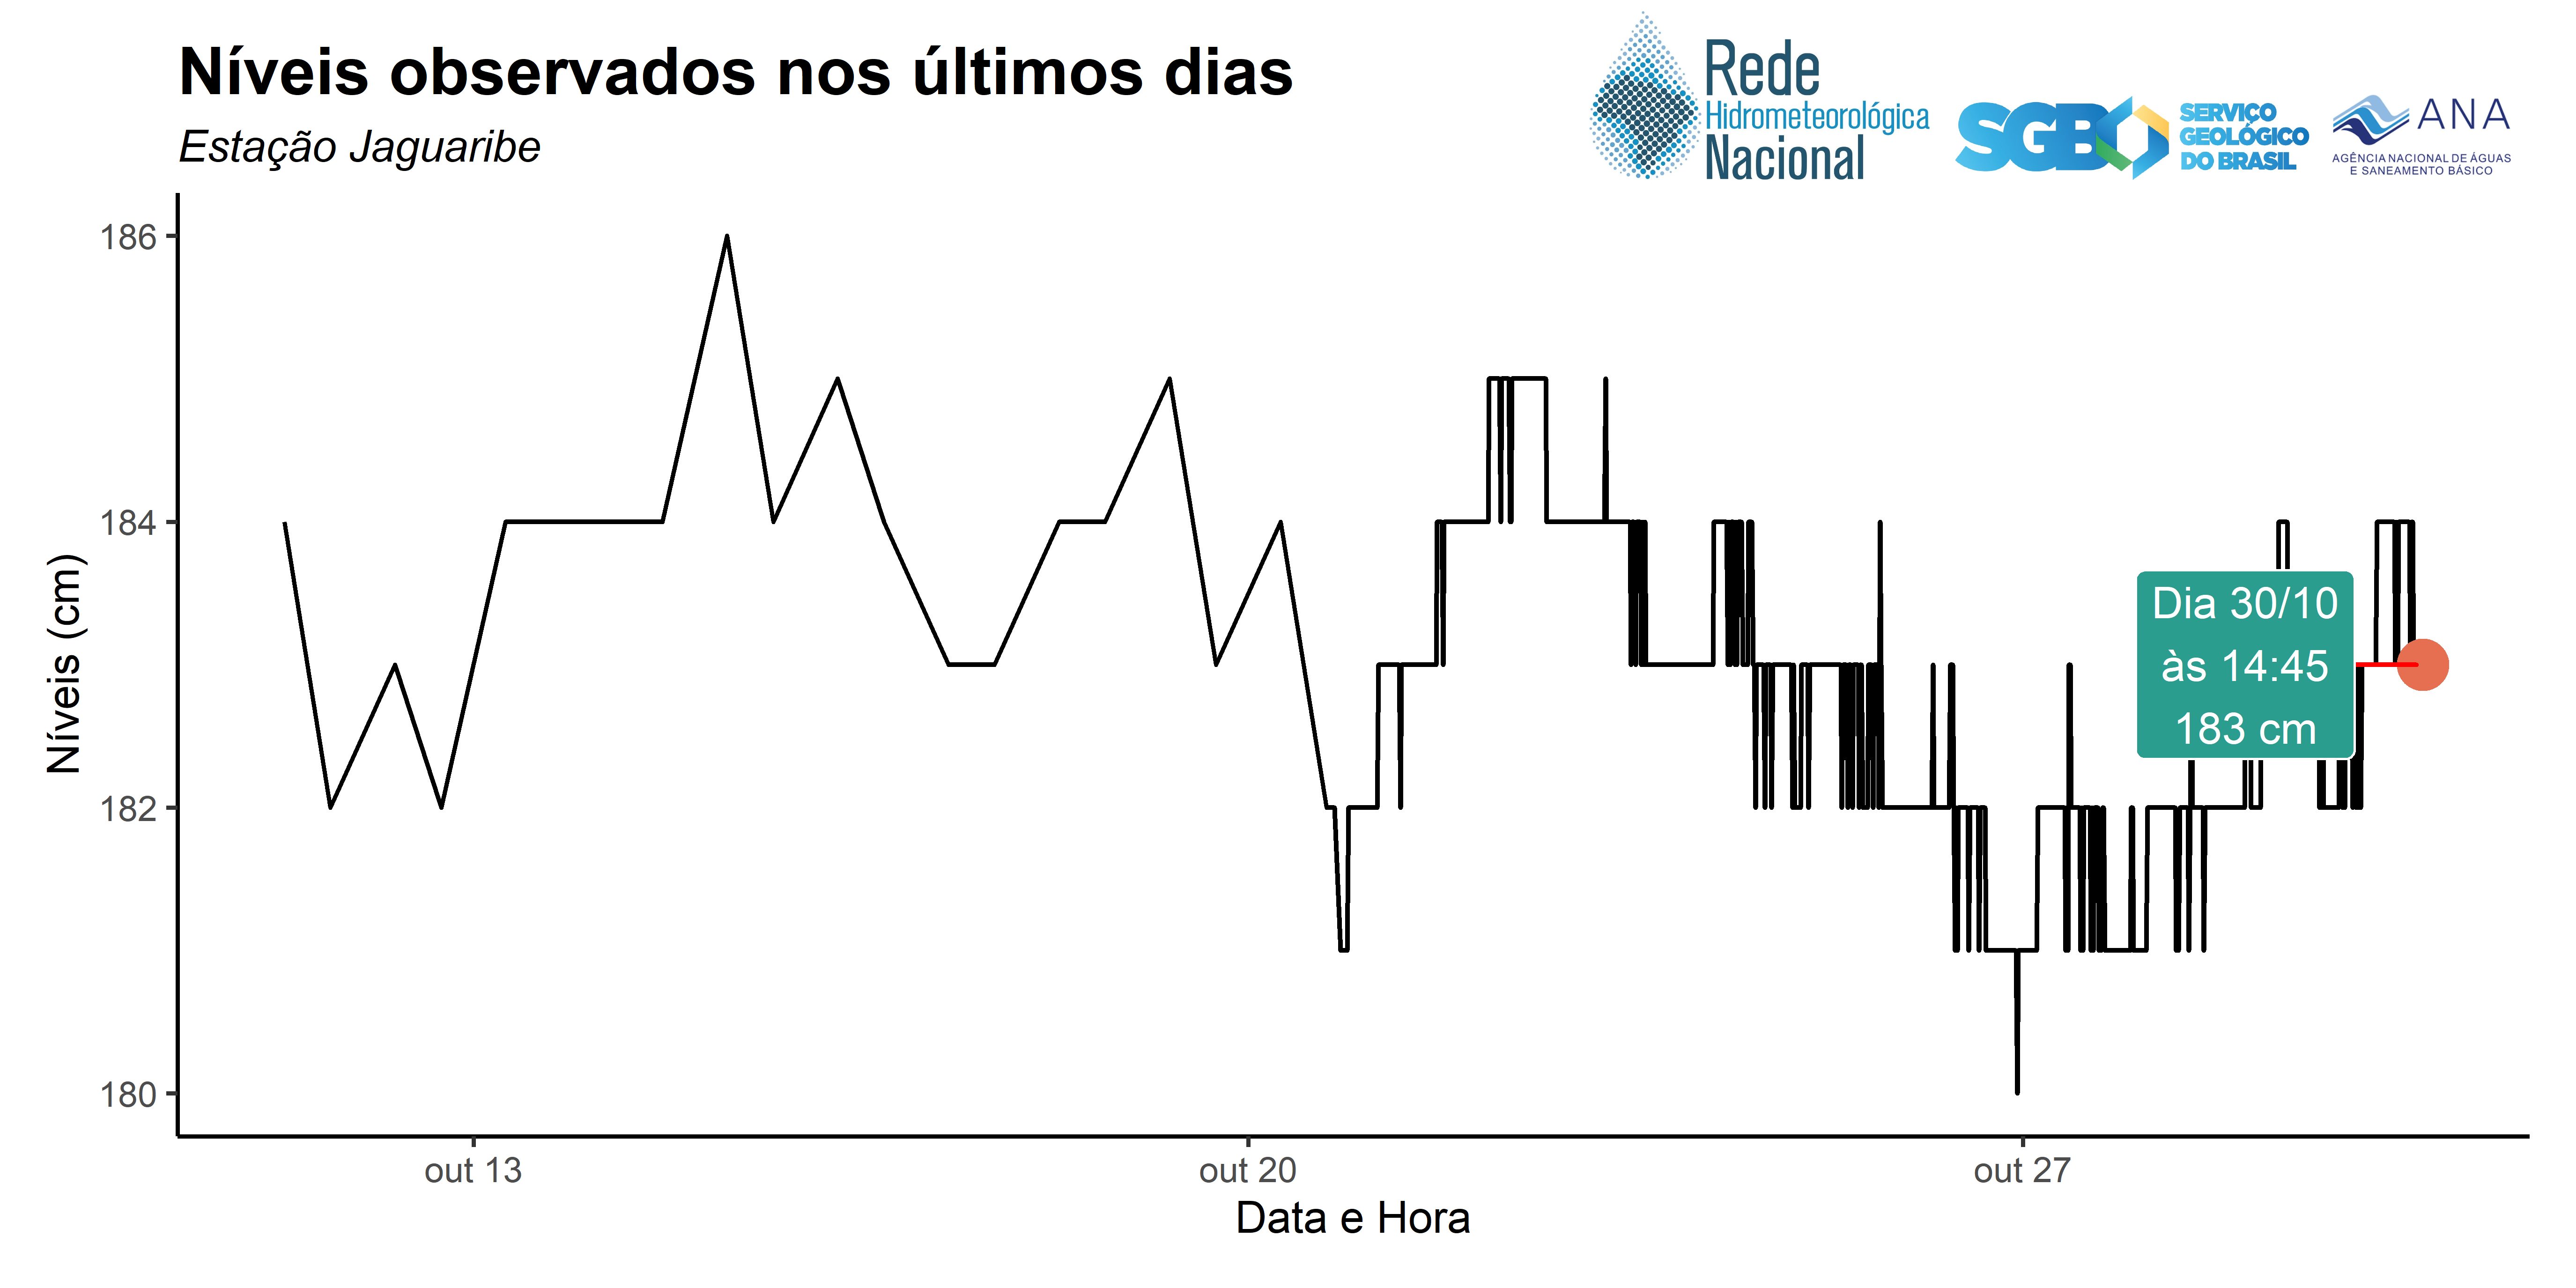 Níveis observados nos últimos dias
Estação Jaguaribe
Rede
Hidrometeorológica
Nacional
SGB
SERVIÇO
GEOLÓGICO
DO BRASIL
ANA
AGÊNCIA NACIONAL DE ÁGUAS
E SANEAMENTO BÁSICO
Níveis (cm)
186
184
182
180
Dia 30/10
às 14:45
183 cm
out 13
out 20
out 27
Data e Hora